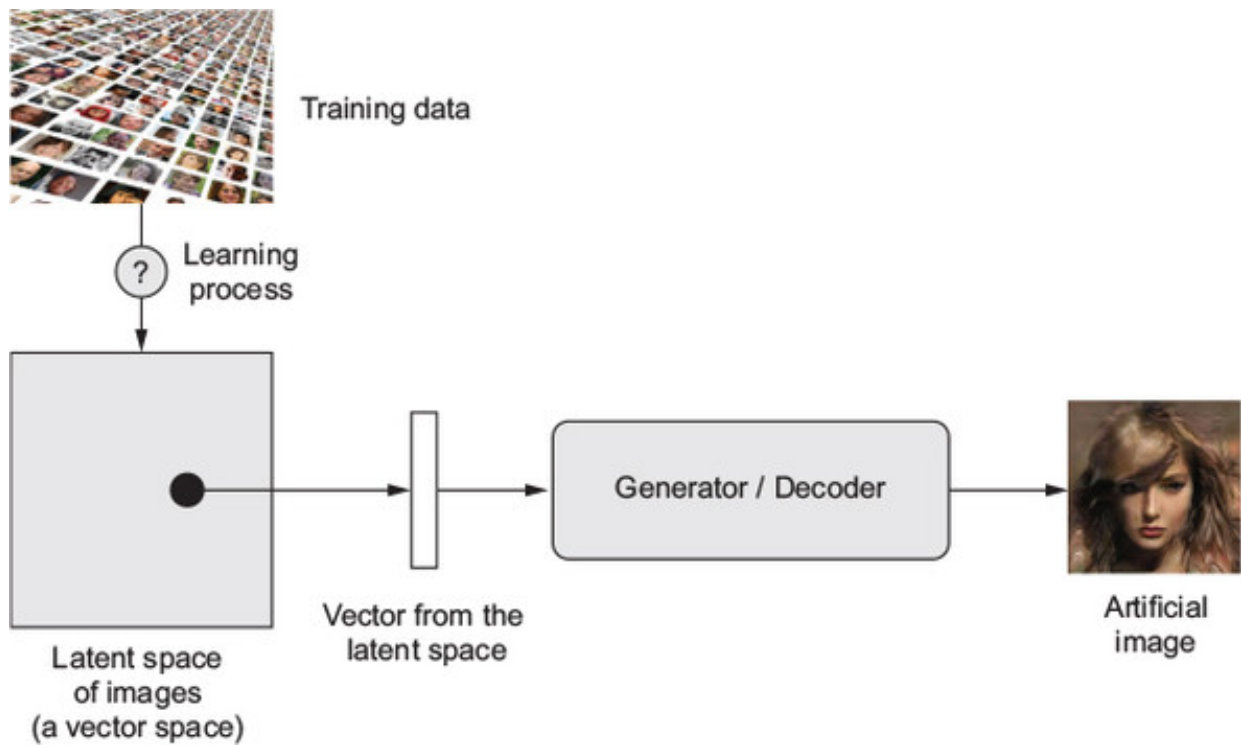 Training data
?
Learning
process
Generator / Decoder
Vector from the
latent space
Artificial
image
Latent space
of images
(a vector space)